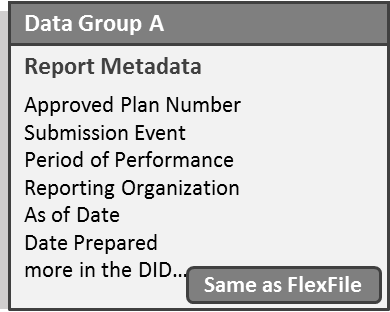 Data Group A
Report Metadata
Approved Plan Number
Submission Event
Period of Performance
Reporting Organization
As of Date
Date Prepared
more in the DID...
Same as FlexFile